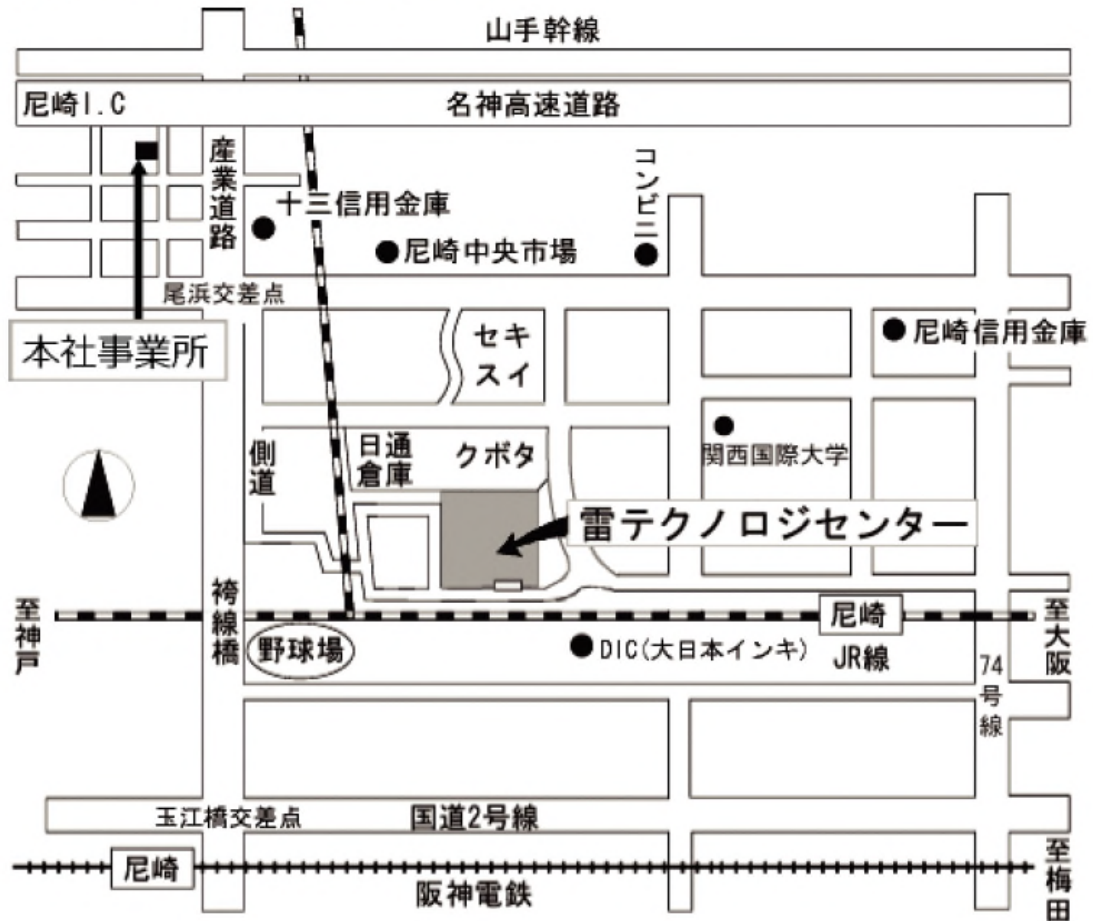 山手幹線
尼崎I.C
名神高速道路
産業道路
コンビニ
十三信用金庫
尼崎中央市場
尾浜交差点
本社事業所
セキ
スイ
尼崎信用金庫
側道
日通
倉庫
クボタ
関西国際大学
雷テクノロジセンター
至神戸
袴線橋
野球場
DIC(大日本インキ)
尼崎
JR線
至大阪
74号線
玉江橋交差点
国道2号線
尼崎
阪神電鉄
至梅田